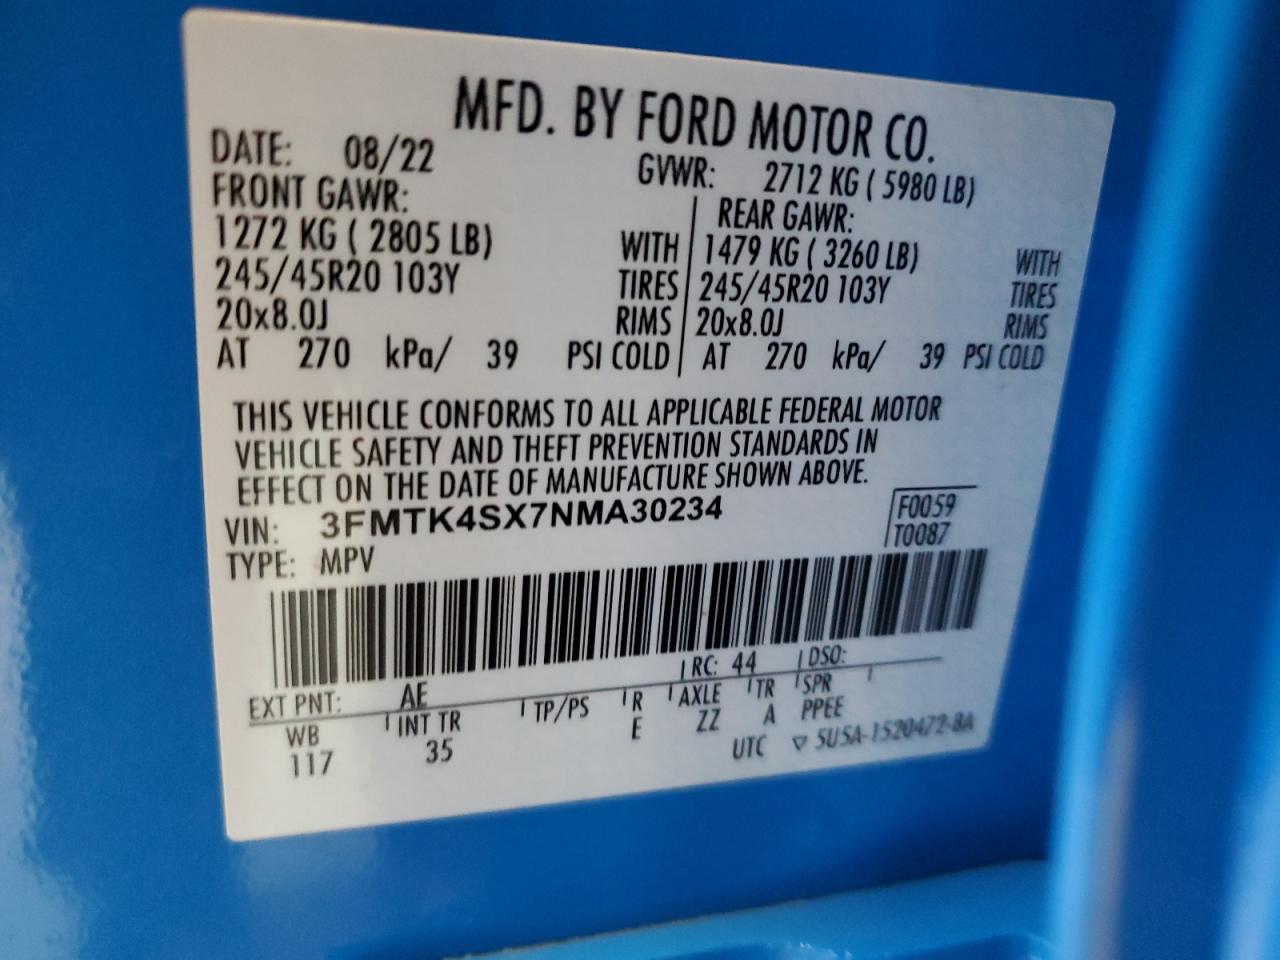 MFD. BY FORD MOTOR CO.
DATE: 08/22 GVWR: 2712 KG ( 5980 LB)
FRONT GAWR: REAR GAWR:
1272 KG ( 2805 LB) WITH 1479 KG ( 3260 LB) WITH
245/45R20 103Y TIRES 245/45R20 103Y TIRES
20x8.0J RIMS 20x8.0J RIMS
AT 270 kPa/ 39 PSI COLD AT 270 kPa/ 39 PSI COLD
THIS VEHICLE CONFORMS TO ALL APPLICABLE FEDERAL MOTOR
VEHICLE SAFETY AND THEFT PREVENTION STANDARDS IN
EFFECT ON THE DATE OF MANUFACTURE SHOWN ABOVE.
VIN: 3FMTK4SX7NMA30234 F0059
TYPE: MPV T0087
EXT PNT: AE RC: 44 DSO:
WB INT TR TP/PS R AXLE TR SPR
117 35 E ZZ A PPEE
UTC ▽ SU5A-1520472-BA